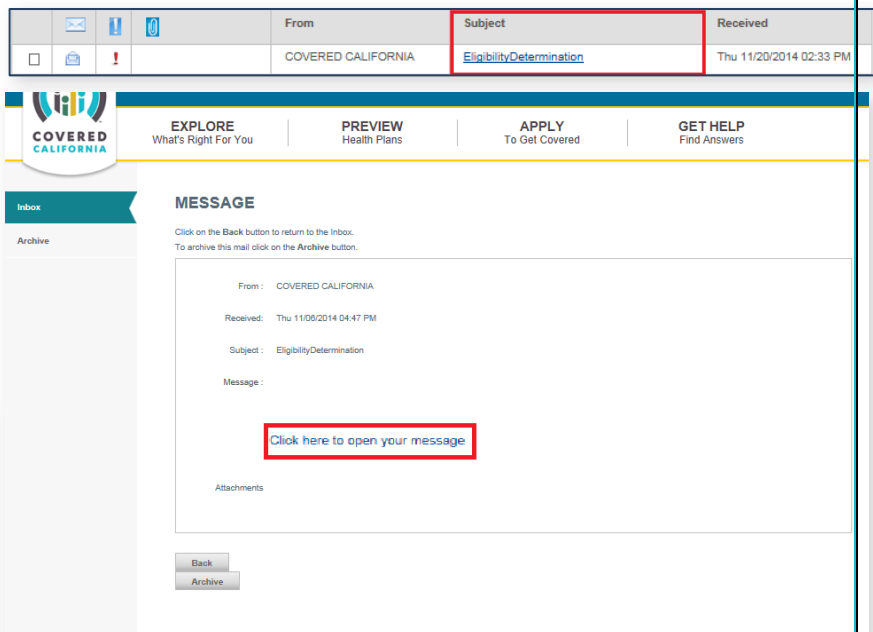 From Subject Received
COVERED CALIFORNIA EligibilityDetermination Thu 11/20/2014 02:33 PM
COVERED
CALIFORNIA
EXPLORE
What's Right For You
PREVIEW
Health Plans
APPLY
To Get Covered
GET HELP
Find Answers
Inbox
Archive
MESSAGE
Click on the Back button to return to the Inbox.
To archive this mail click on the Archive button.
From : COVERED CALIFORNIA
Received: Thu 11/06/2014 04:47 PM
Subject : EligibilityDetermination
Message :
Click here to open your message
Attachments
Back
Archive